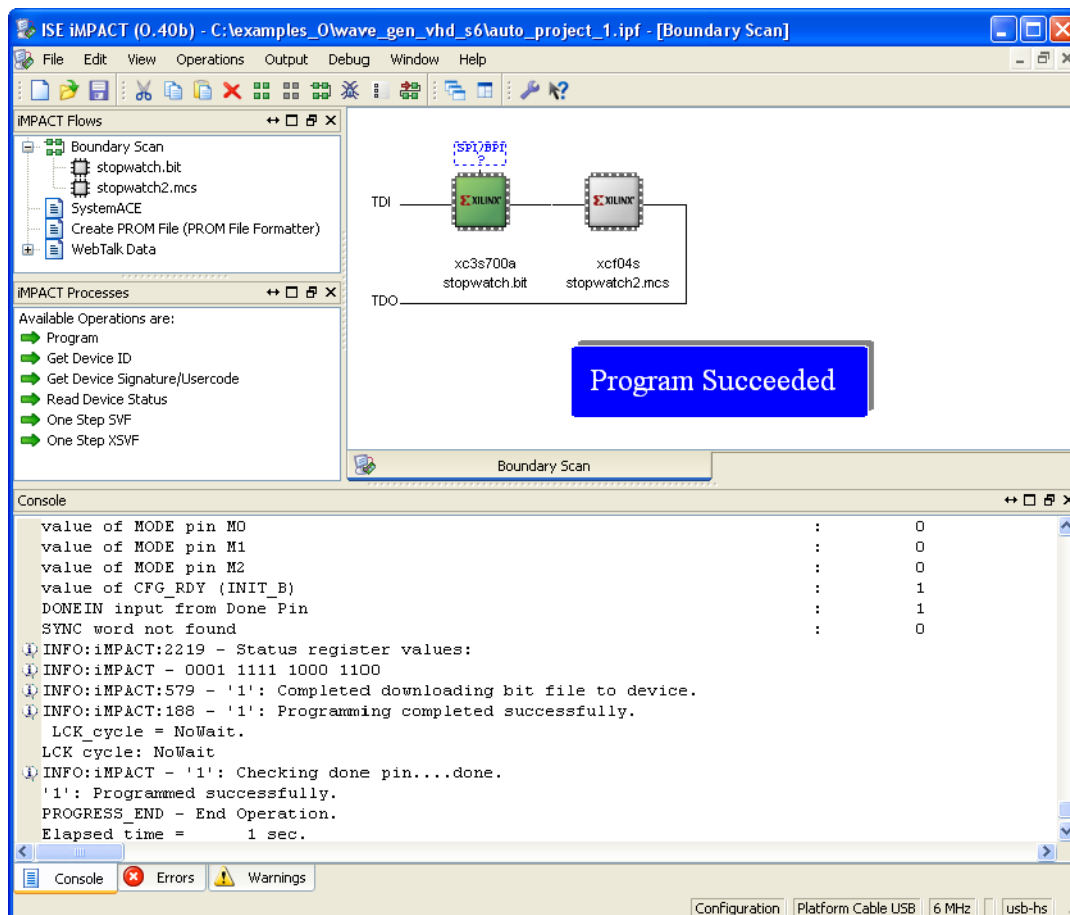 ISE iMPACT (O.40b) - C:\examples_O\wave_gen_vhd_s6\auto_project_1.ipf - [Boundary Scan]
File Edit View Operations Output Debug Window Help
iMPACT Flows
Boundary Scan
stopwatch.bit
stopwatch2.mcs
SystemACE
Create PROM File (PROM File Formatter)
WebTalk Data
iMPACT Processes
Available Operations are:
Program
Get Device ID
Get Device Signature/Usercode
Read Device Status
One Step SVF
One Step XSVF
SPI/BPI
?
TDI XILINX XILINX
xc3s700a xcf04s
stopwatch.bit stopwatch2.mcs
TDO
Program Succeeded
Boundary Scan
Console
value of MODE pin M0 : 0
value of MODE pin M1 : 0
value of MODE pin M2 : 0
value of CFG_RDY (INIT_B) : 1
DONEIN input from Done Pin : 1
SYNC word not found : 0
INFO:iMPACT:2219 - Status register values:
INFO:iMPACT - 0001 1111 1000 1100
INFO:iMPACT:579 - '1': Completed downloading bit file to device.
INFO:iMPACT:188 - '1': Programming completed successfully.
LCK_cycle = NoWait.
LCK cycle: NoWait
INFO:iMPACT - '1': Checking done pin....done.
'1': Programmed successfully.
PROGRESS_END - End Operation.
Elapsed time = 1 sec.
Console Errors Warnings
Configuration Platform Cable USB 6 MHz usb-hs